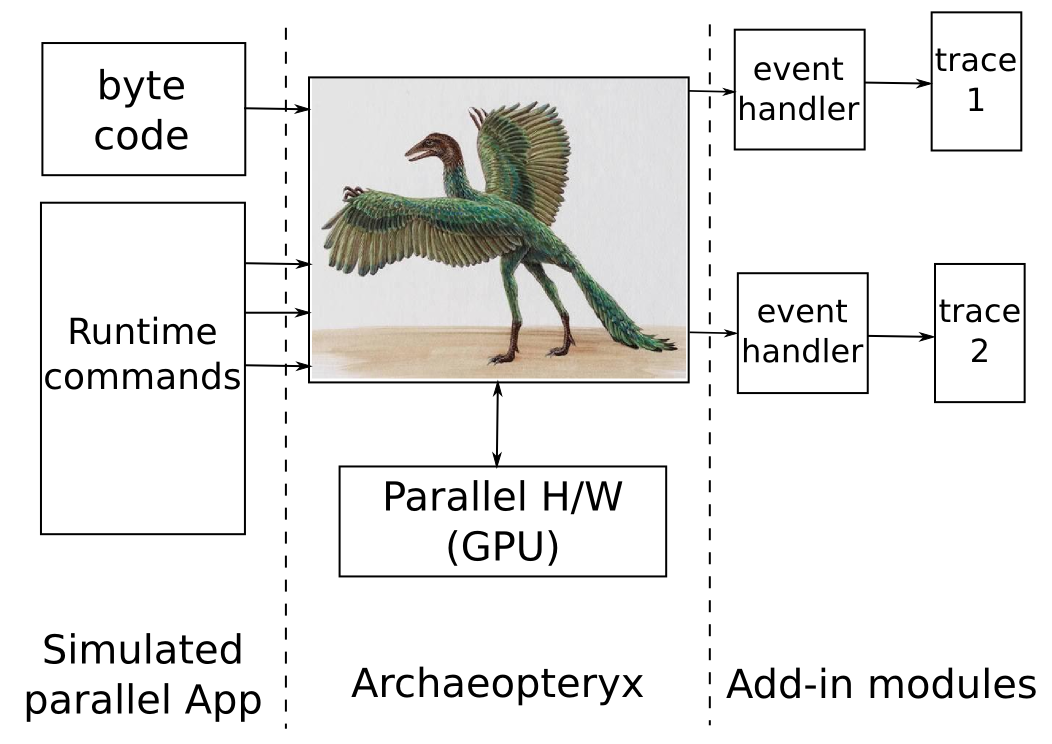 byte
code
Runtime
commands
Parallel H/W
(GPU)
event
handler
trace
1
event
handler
trace
2
Simulated
parallel App
Archaeopteryx
Add-in modules